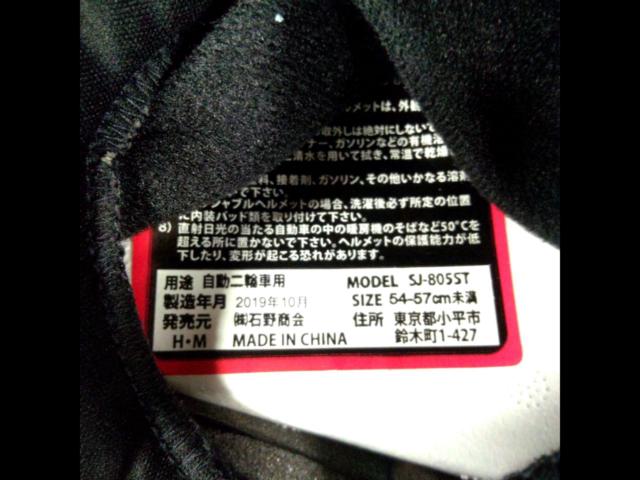 ルメットは、外
取外しは絶対にしないで
ナー、ガソリンなどの有機
清水を用いて拭き、常温で乾燥
料、接着剤、ガソリン、その他いかなる溶剤
で下さい。
シャブルヘルメットの場合、洗濯後必ず所定の位置
に内装パッド類を取り付けて下さい。
8) 直射日光の当たる自動車の中の暖房機のそばなど50℃を
超える所に置かないで下さい。ヘルメットの保護能力が低
下したり、変形が起こる恐れがあります。
用途 自動二輪車用 MODEL SJ-805ST
製造年月 2019年10月 SIZE 54-57cm未満
発売元 ㈱石野商会 住所 東京都小平市
H・M MADE IN CHINA 鈴木町1-427